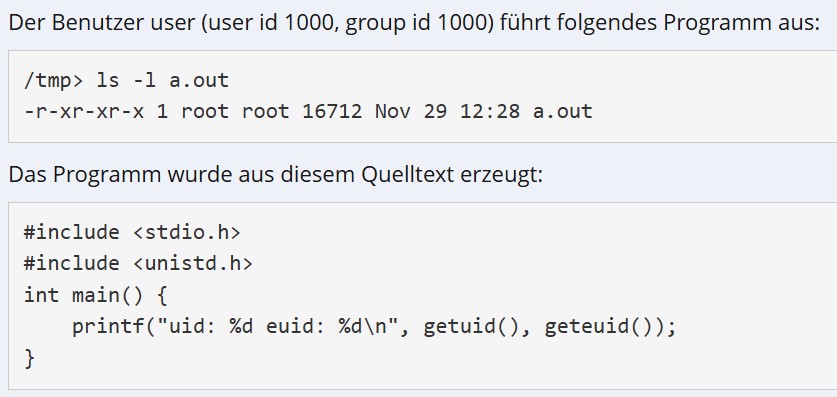 Der Benutzer user (user id 1000, group id 1000) führt folgendes Programm aus:
/tmp> ls -l a.out
-r-xr-xr-x 1 root root 16712 Nov 29 12:28 a.out
Das Programm wurde aus diesem Quelltext erzeugt:
#include <stdio.h>
#include <unistd.h>
int main() {
    printf("uid: %d euid: %d\n", getuid(), geteuid());
}